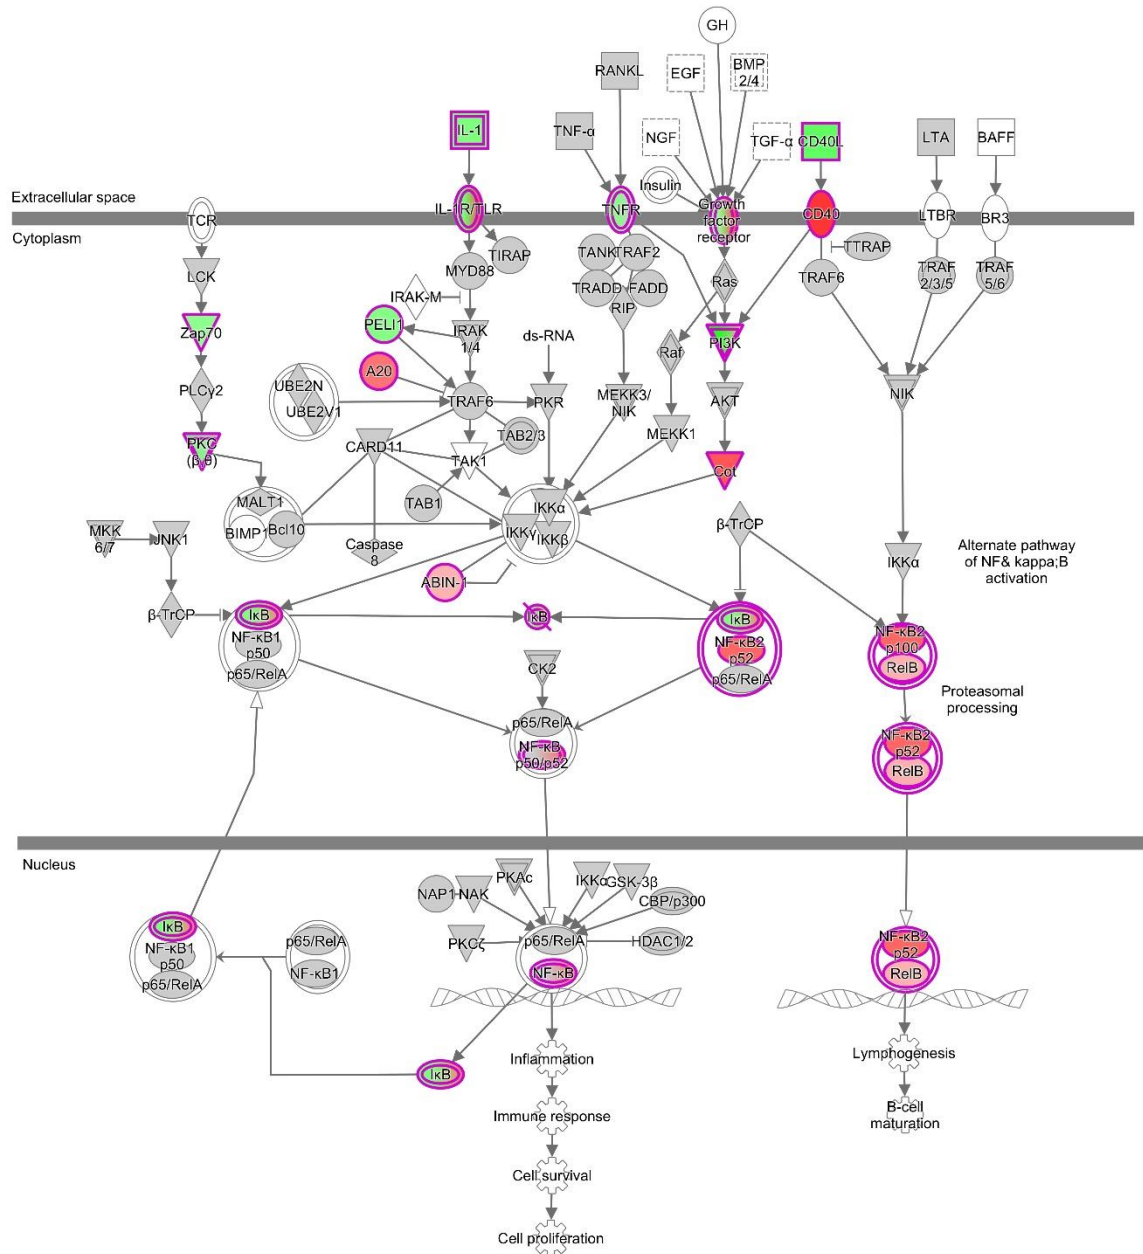 GH
RANKL
EGF
BMP
2/4
IL-1
TNF-α
NGF
TGF-α
CD40L
LTA
BAFF
Insulin
Extracellular space
TCR
IL-1R/TLR
TNFR
Growth
factor
receptor
CD40
LTBR
BR3
Cytoplasm
LCK
MYD88
TIRAP
TANK
TRAF2
TRADD
FADD
RIP
Ras
TRAF6
TTRAP
TRAF
2/3/5
TRAF
5/6
IRAK-M
Zap70
PELI1
IRAK
1/4
ds-RNA
Raf
PI3K
A20
PLCγ2
UBE2N
UBE2V1
TRAF6
PKR
MEKK3/
NIK
AKT
NIK
MEKK1
PKC
(β,θ)
CARD11
TAB2/3
TAK1
Cot
MALT1
TAB1
IKKα
BIMP1
Bcl10
IKKγ
IKKβ
β-TrCP
MKK
6/7
JNK1
Caspase
8
IKKα
Alternate pathway
of NF& kappa;B
activation
ABIN-1
β-TrCP
IκB
NF-κB1
p50
p65/RelA
IκB
IκB
NF-κB2
p52
p65/RelA
NF-κB2
p100
RelB
CK2
Proteasomal
processing
p65/RelA
NF-κB
p50/p52
NF-κB2
p52
RelB
Nucleus
NAP1
NAK
PKAc
IKKα
GSK-3β
CBP/p300
PKCζ
p65/RelA
HDAC1/2
NF-κB
IκB
NF-κB1
p50
p65/RelA
p65/RelA
NF-κB1
NF-κB2
p52
RelB
IκB
Inflammation
Lymphogenesis
Immune response
B-cell
maturation
Cell survival
Cell proliferation